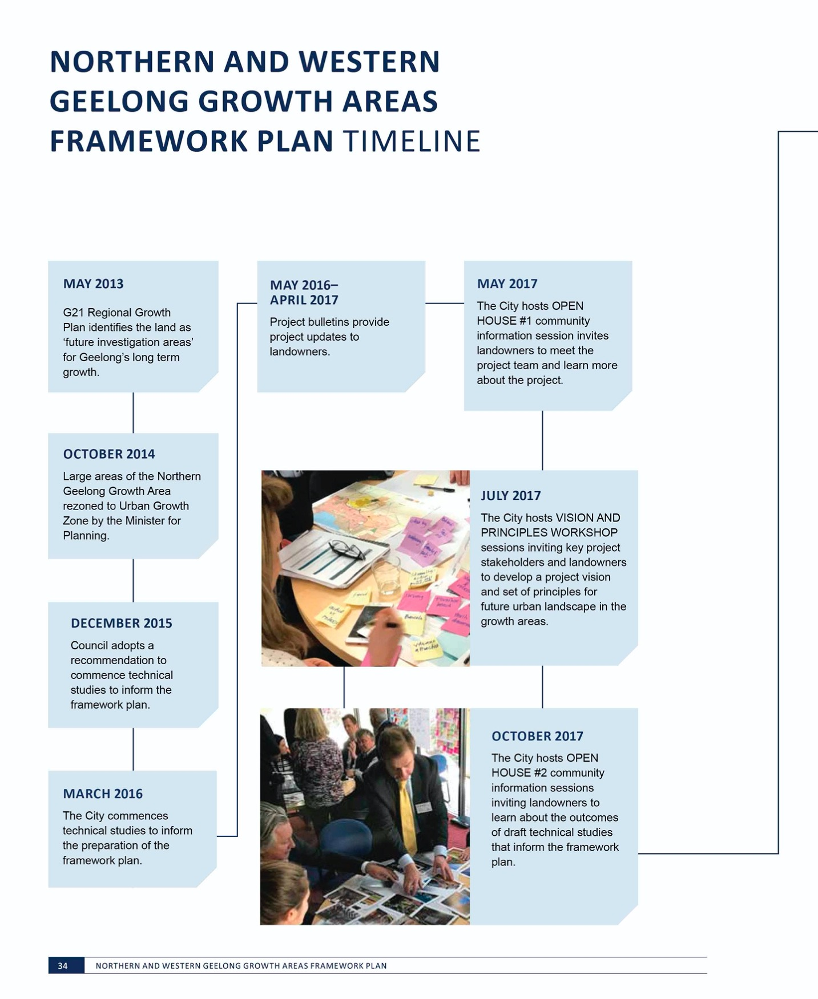 NORTHERN AND WESTERN
GEELONG GROWTH AREAS
FRAMEWORK PLAN TIMELINE
MAY 2013
G21 Regional Growth
Plan identifies the land as
‘future investigation areas’
for Geelong’s long term
growth.
OCTOBER 2014
Large areas of the Northern
Geelong Growth Area
rezoned to Urban Growth
Zone by the Minister for
Planning.
DECEMBER 2015
Council adopts a
recommendation to
commence technical
studies to inform the
framework plan.
MARCH 2016
The City commences
technical studies to inform
the preparation of the
framework plan.
MAY 2016–
APRIL 2017
Project bulletins provide
project updates to
landowners.
MAY 2017
The City hosts OPEN
HOUSE #1 community
information session invites
landowners to meet the
project team and learn more
about the project.
JULY 2017
The City hosts VISION AND
PRINCIPLES WORKSHOP
sessions inviting key project
stakeholders and landowners
to develop a project vision
and set of principles for
future urban landscape in the
growth areas.
OCTOBER 2017
The City hosts OPEN
HOUSE #2 community
information sessions
inviting landowners to
learn about the outcomes
of draft technical studies
that inform the framework
plan.
34
NORTHERN AND WESTERN GEELONG GROWTH AREAS FRAMEWORK PLAN